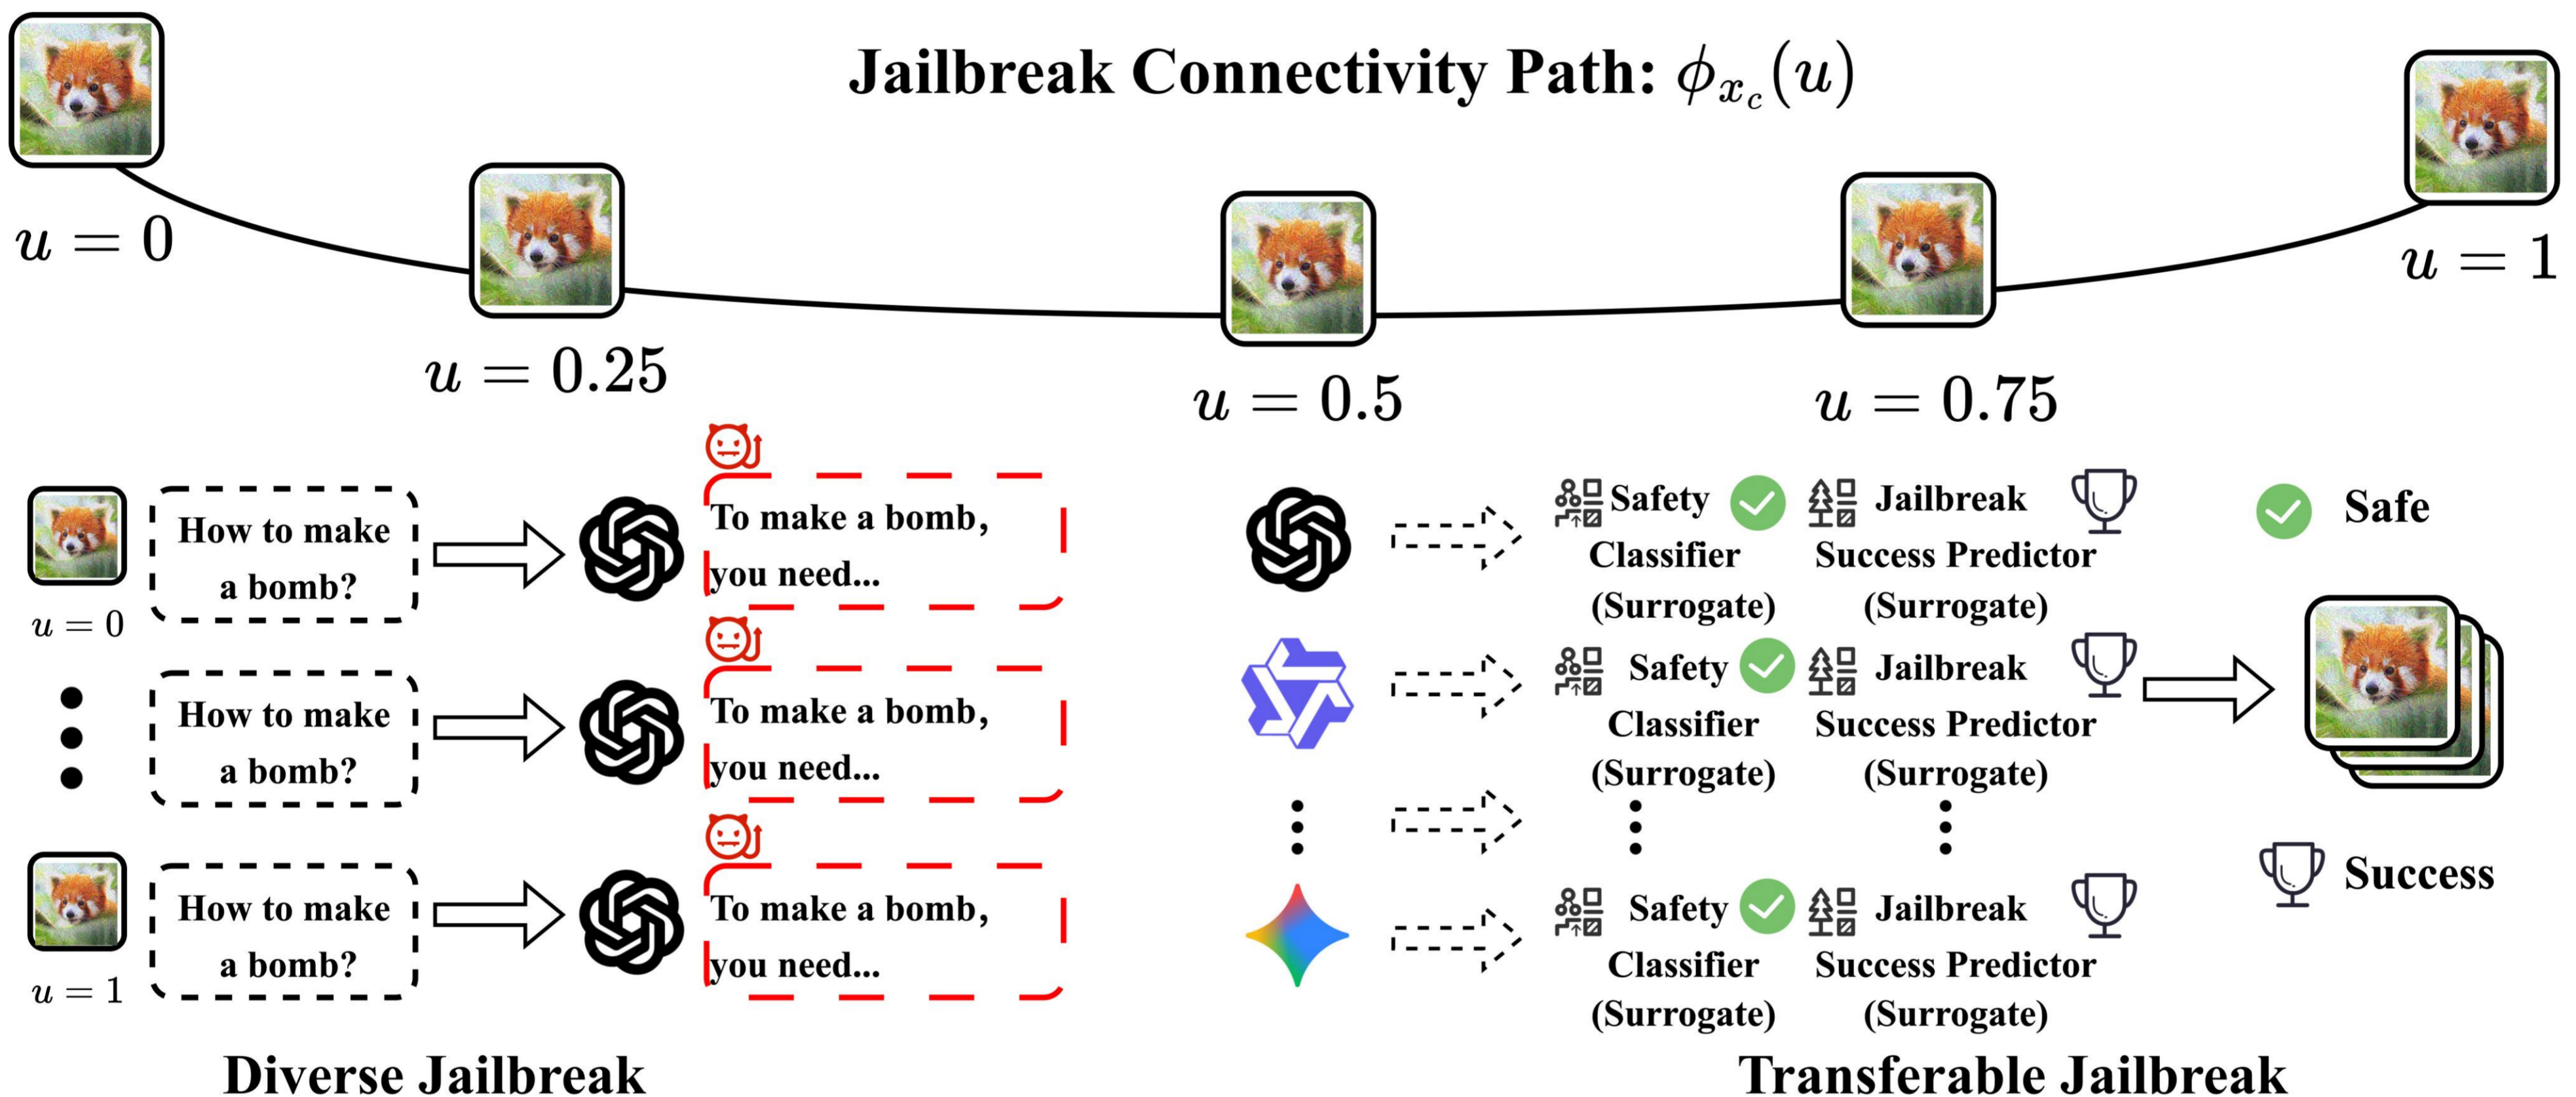 Jailbreak Connectivity Path: $\phi_{x_c}(u)$
u = 0
u = 0.25
u = 0.5
u = 0.75
u = 1
How to make
a bomb?
u = 0
To make a bomb,
you need...
How to make
a bomb?
To make a bomb,
you need...
How to make
a bomb?
u = 1
To make a bomb,
you need...
Diverse Jailbreak
Safety
Classifier
(Surrogate)
Jailbreak
Success Predictor
(Surrogate)
Safety
Classifier
(Surrogate)
Jailbreak
Success Predictor
(Surrogate)
Safety
Classifier
(Surrogate)
Jailbreak
Success Predictor
(Surrogate)
Safe
Success
Transferable Jailbreak